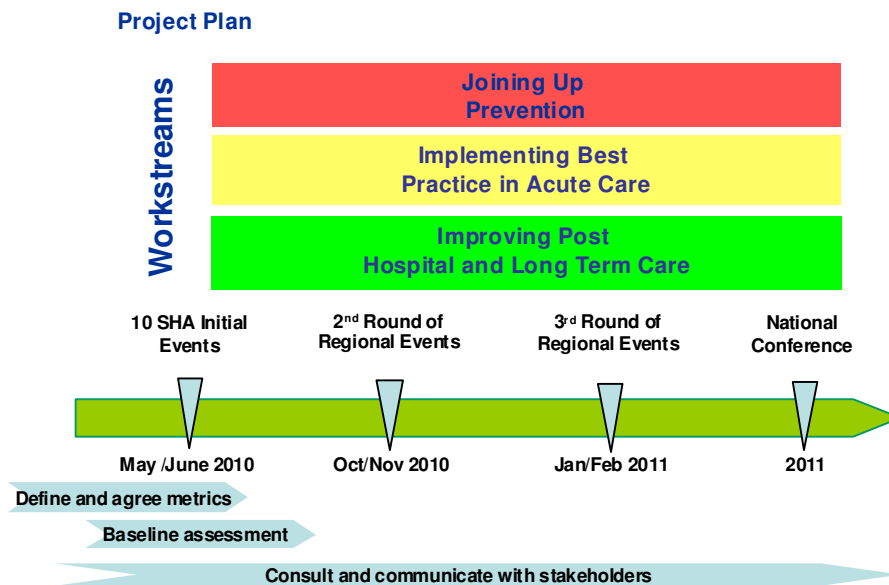 Project Plan
Workstreams
Joining Up
Prevention
Implementing Best
Practice in Acute Care
Improving Post
Hospital and Long Term Care
10 SHA Initial
Events
2nd Round of
Regional Events
3rd Round of
Regional Events
National
Conference
May /June 2010
Oct/Nov 2010
Jan/Feb 2011
2011
Define and agree metrics
Baseline assessment
Consult and communicate with stakeholders